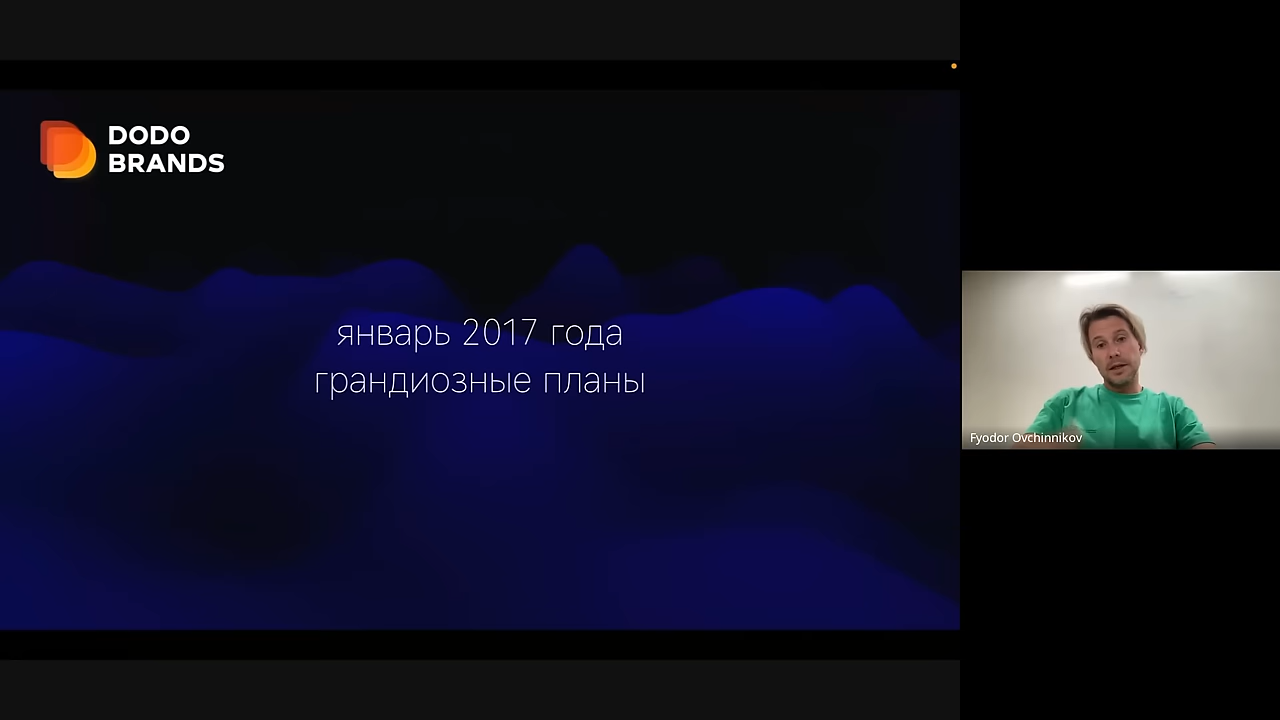 DODO
BRANDS
январь 2017 года
грандиозные планы
Fyodor Ovchinnikov